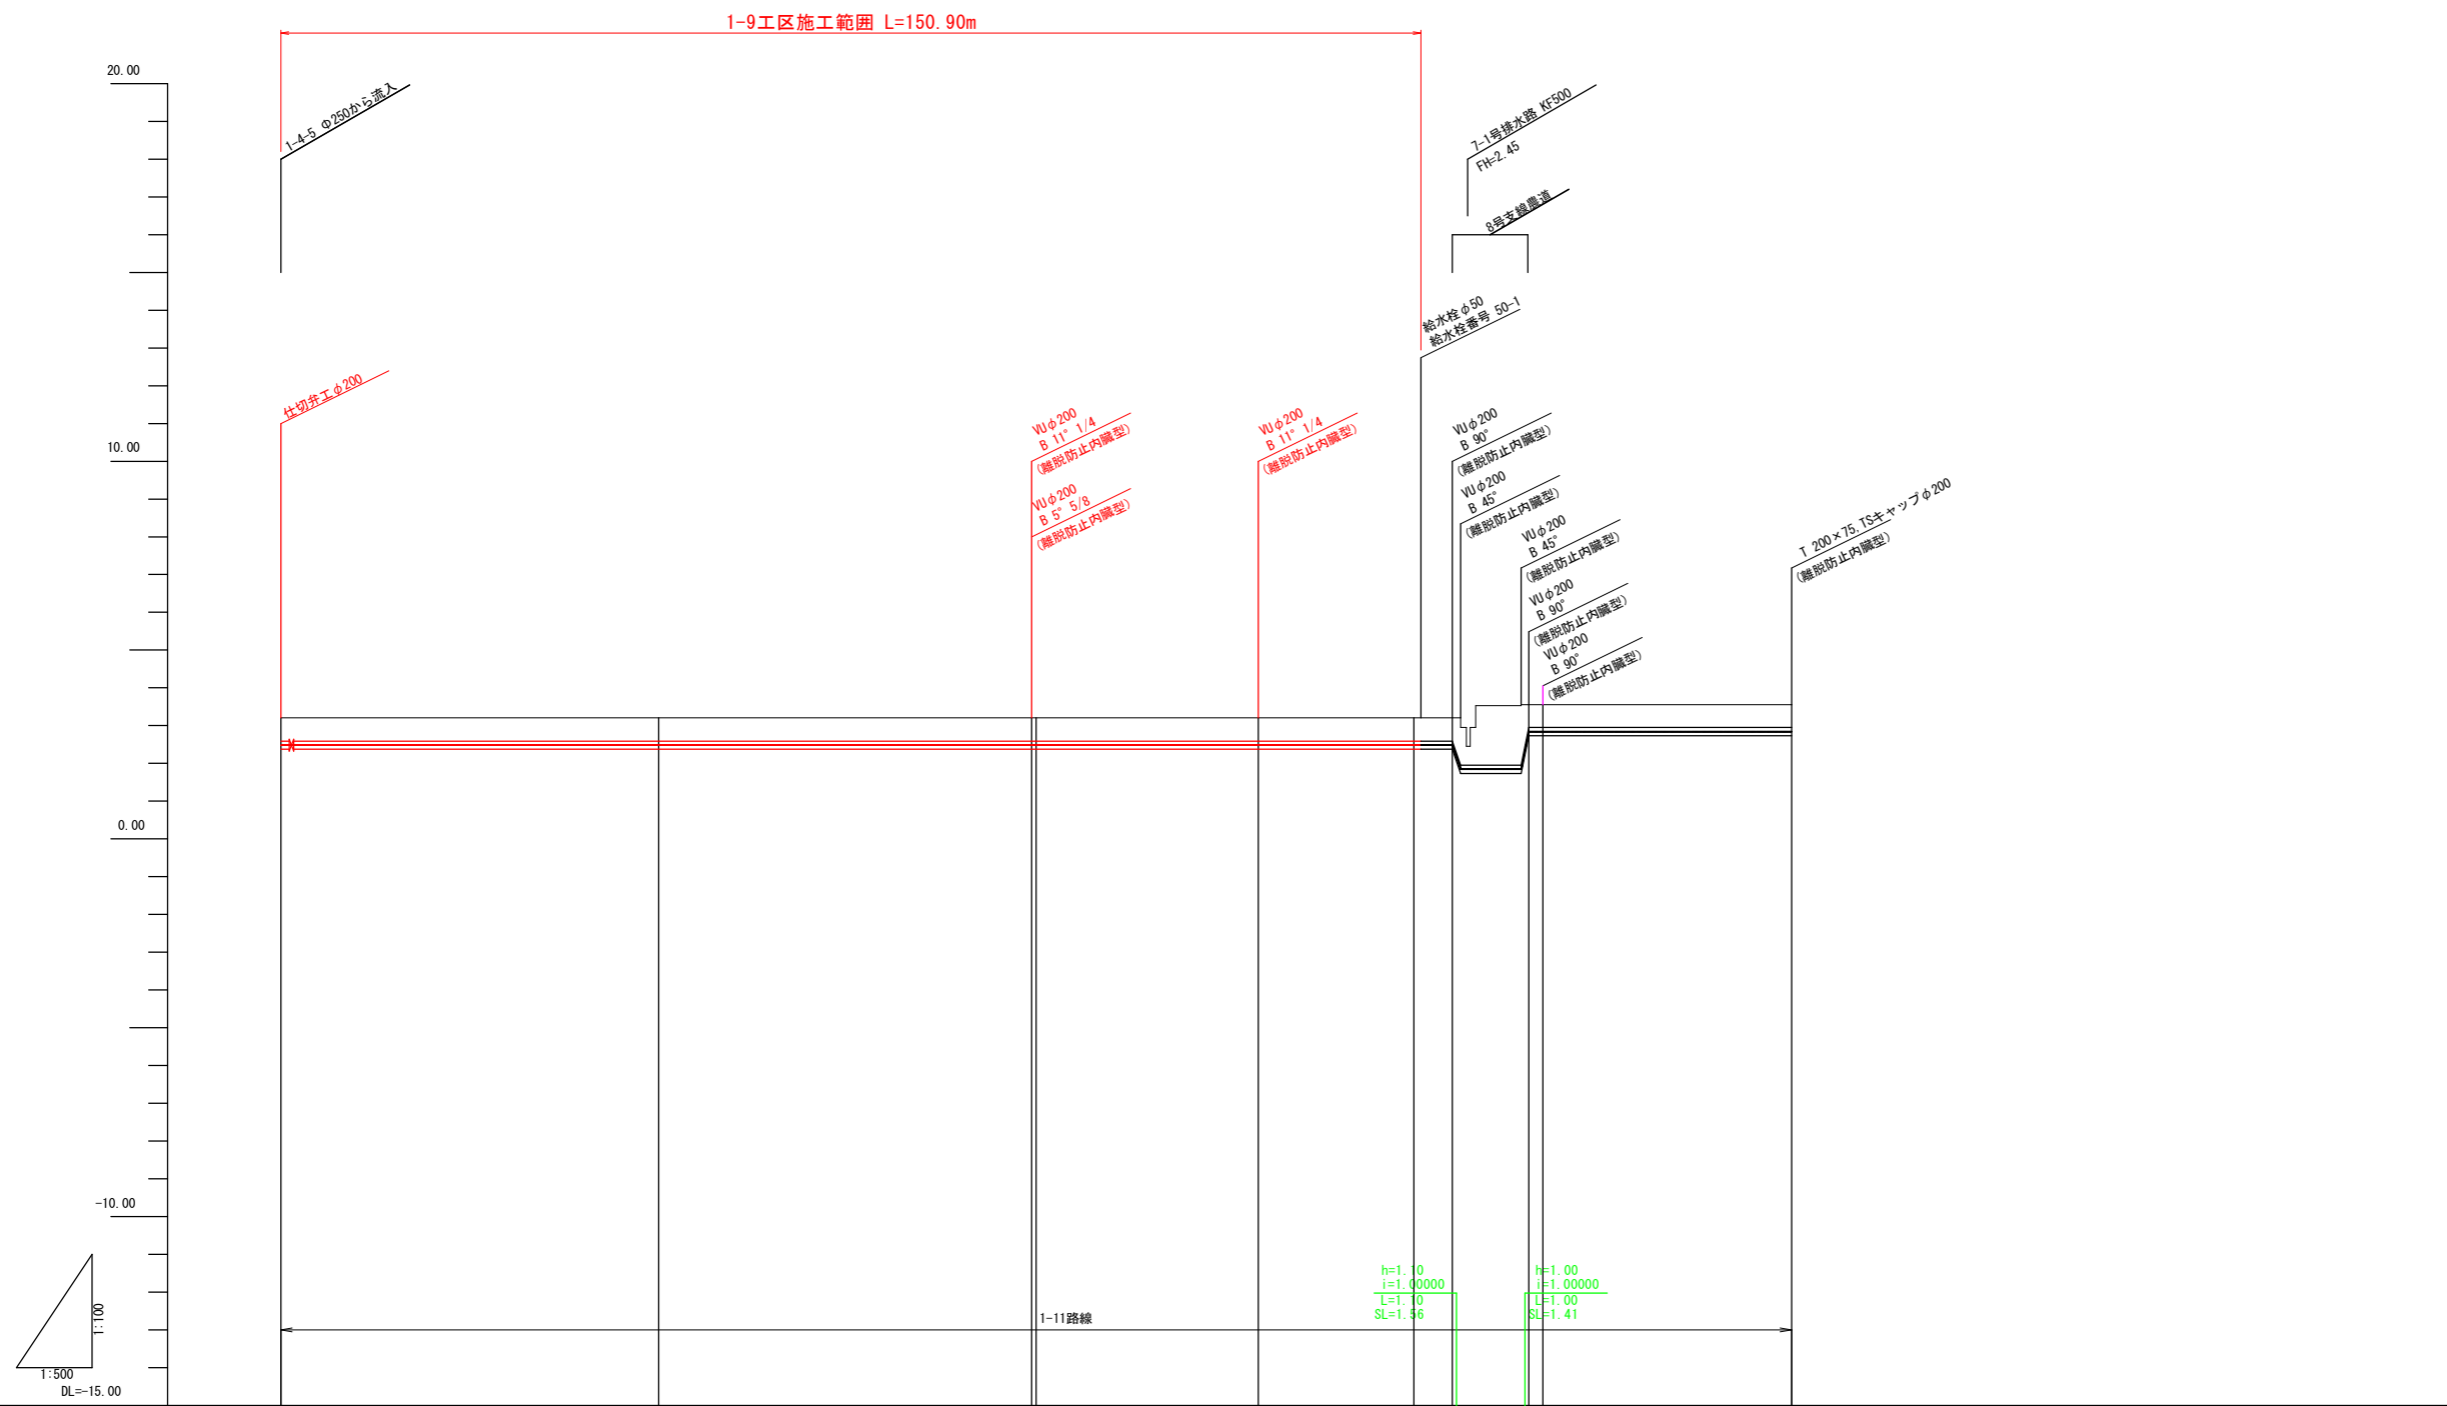 1-9工区施工範囲 L=150.90m
20.00
1-4-5 Φ250から流入
7-1号排水路 KF500
FH=2.45
8号支線農道
給水栓φ50
給水栓番号 50-1
仕切弁工φ200
10.00
VUφ200
B 11° 1/4
(離脱防止内臓型)
VUφ200
B 5° 5/8
(離脱防止内臓型)
VUφ200
B 11° 1/4
(離脱防止内臓型)
VUφ200
B 90°
(離脱防止内臓型)
VUφ200
B 45°
(離脱防止内臓型)
VUφ200
B 45°
(離脱防止内臓型)
VUφ200
B 90°
(離脱防止内臓型)
VUφ200
B 90°
(離脱防止内臓型)
T 200×75.TSキャップφ200
(離脱防止内臓型)
0.00
-10.00
h=1.10
i=1.00000
L=1.10
SL=1.56
h=1.00
i=1.00000
L=1.00
SL=1.41
1-11路線
1:100
1:500
DL=-15.00